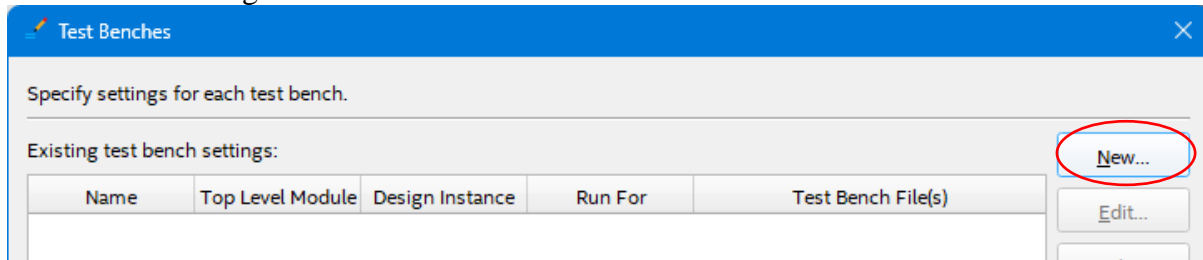 Test Benches
Specify settings for each test bench.
Existing test bench settings:
New...
Name Top Level Module Design Instance Run For Test Bench File(s)
Edit...